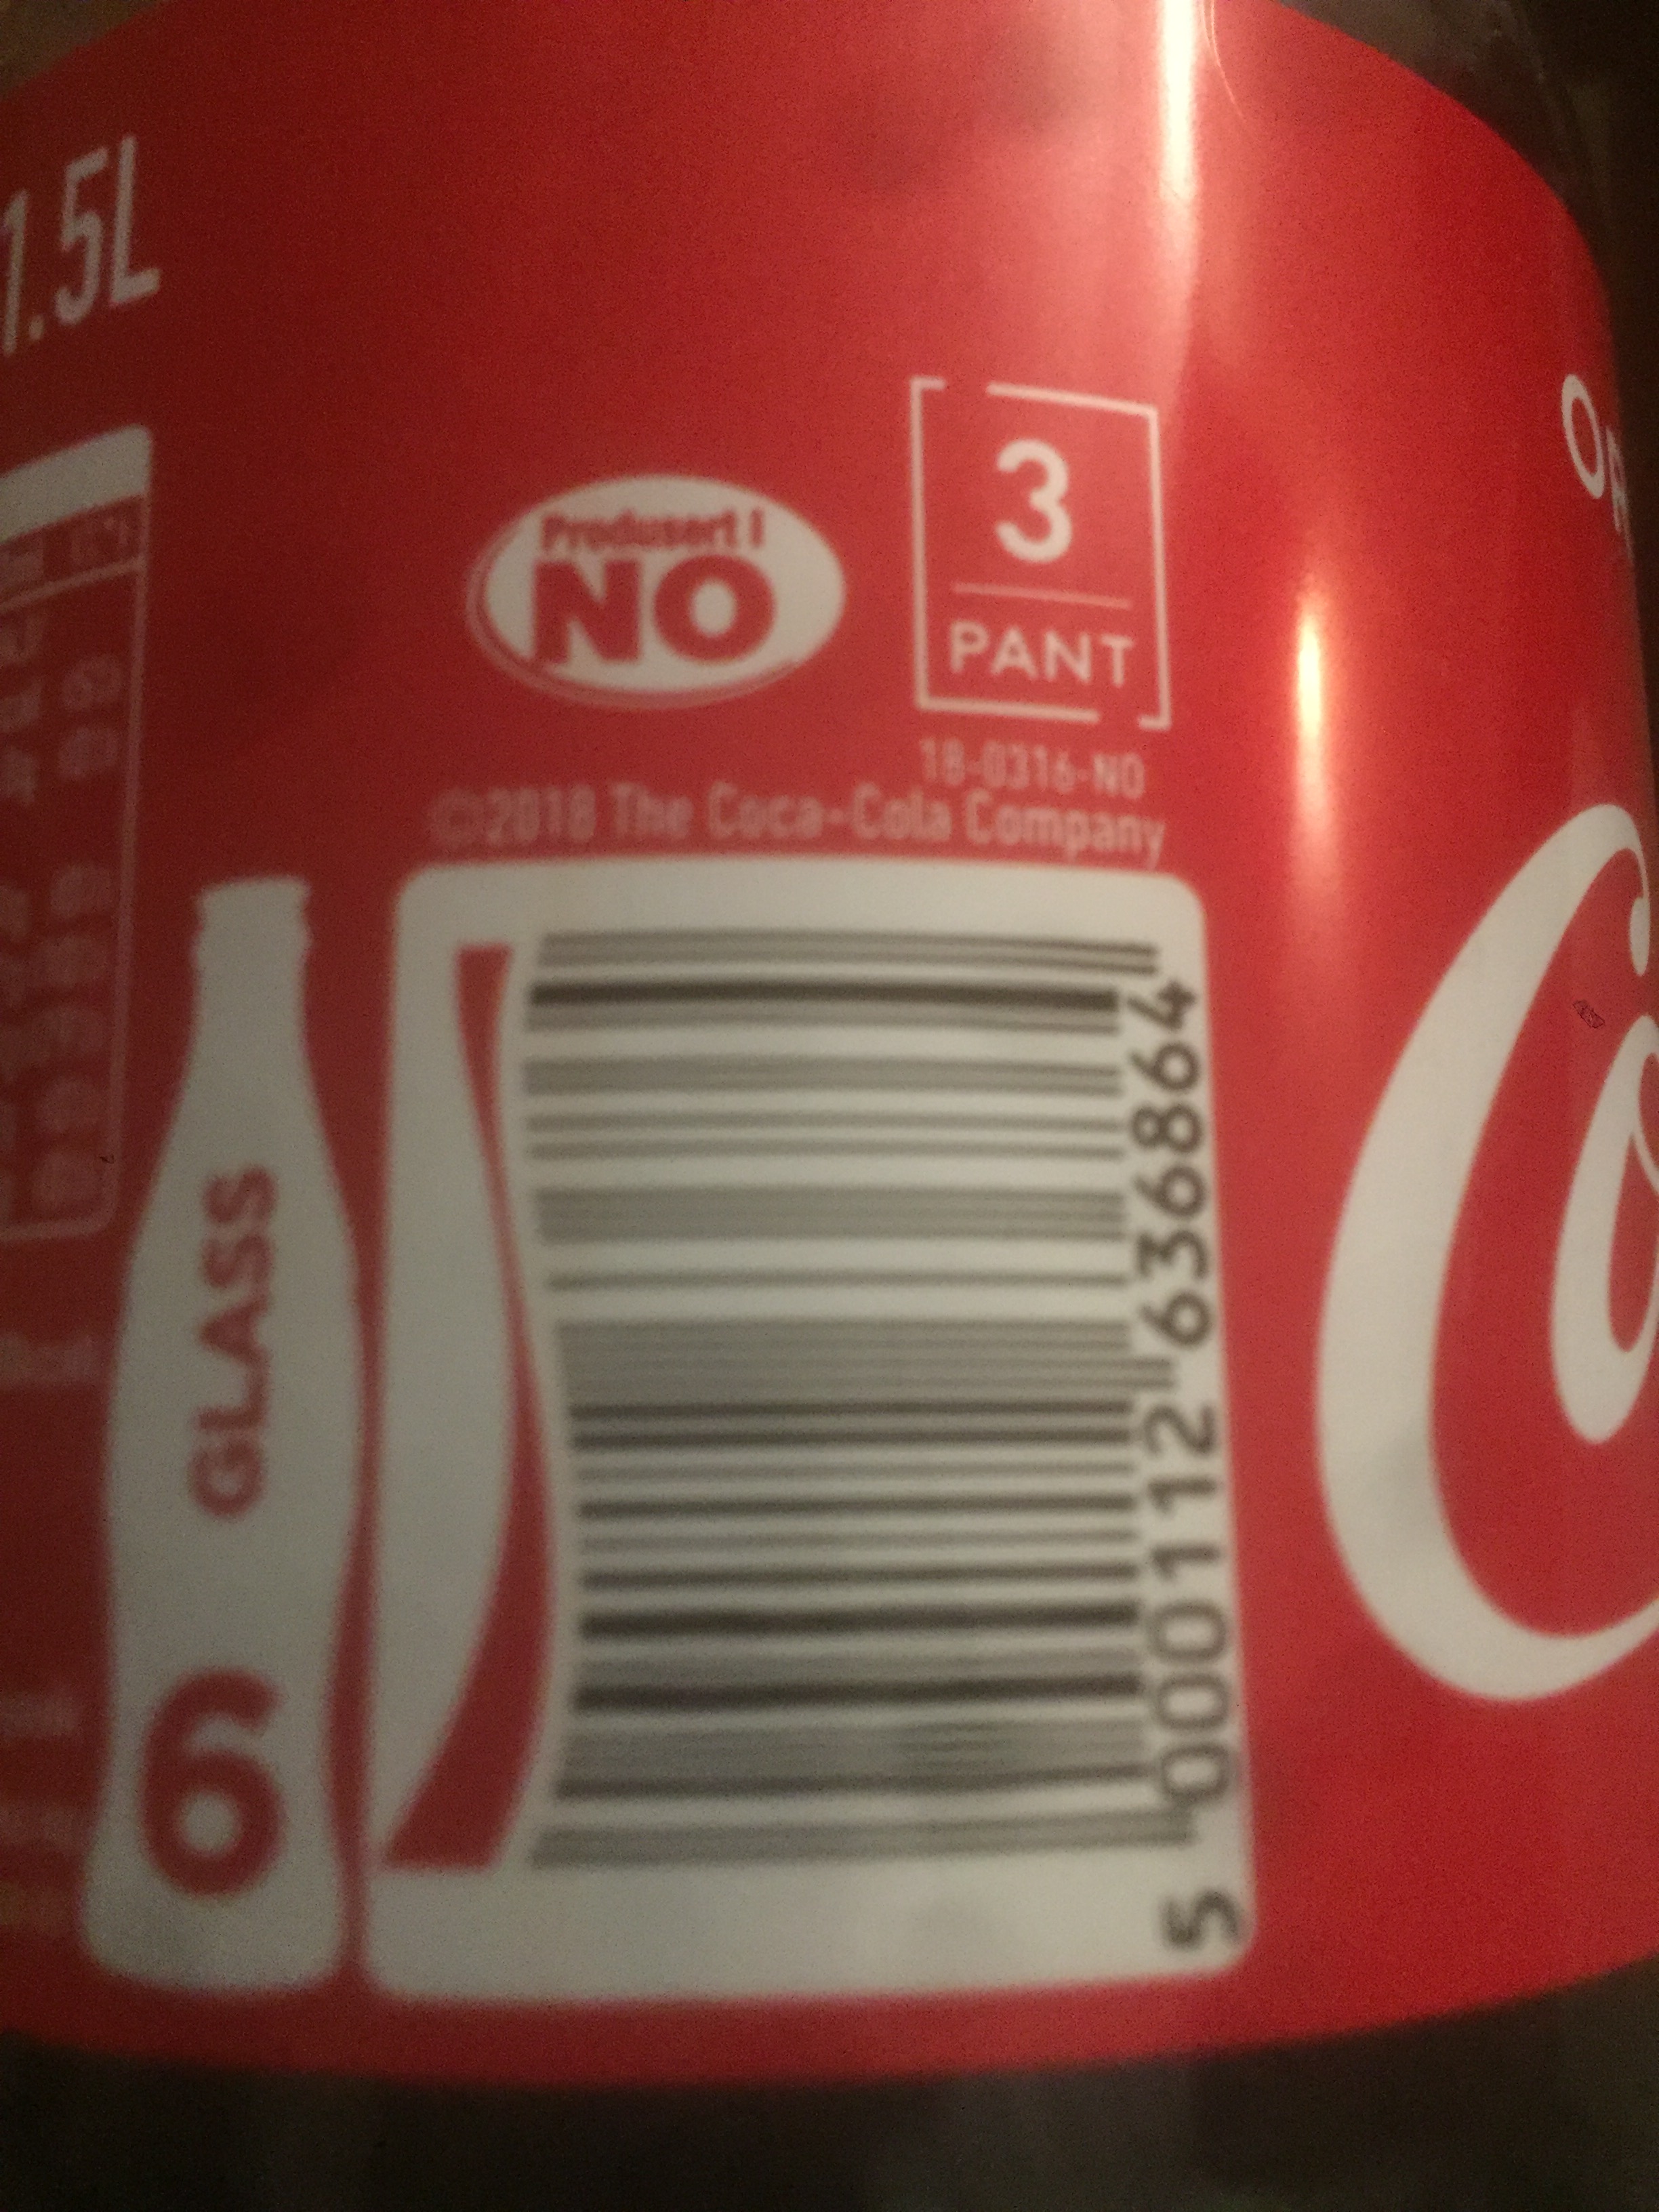 1.5L
3
PANT
Produsert i
NO
18-0316-NO
©2018 The Coca-Cola Company
GLASS
6
5 000112 636864
Co